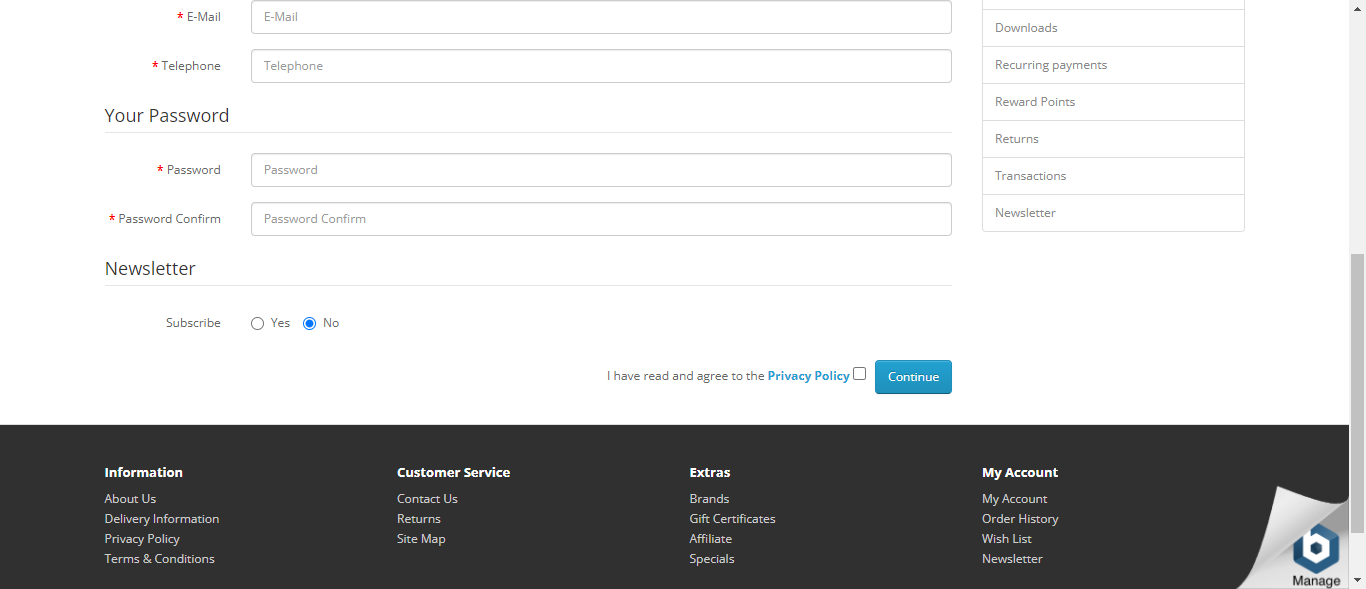 * E-Mail
E-Mail
* Telephone
Telephone
Your Password
* Password
Password
* Password Confirm
Password Confirm
Newsletter
Subscribe
Yes
No
I have read and agree to the Privacy Policy
Continue
Downloads
Recurring payments
Reward Points
Returns
Transactions
Newsletter
Information
About Us
Delivery Information
Privacy Policy
Terms & Conditions
Customer Service
Contact Us
Returns
Site Map
Extras
Brands
Gift Certificates
Affiliate
Specials
My Account
My Account
Order History
Wish List
Newsletter
b
Manage